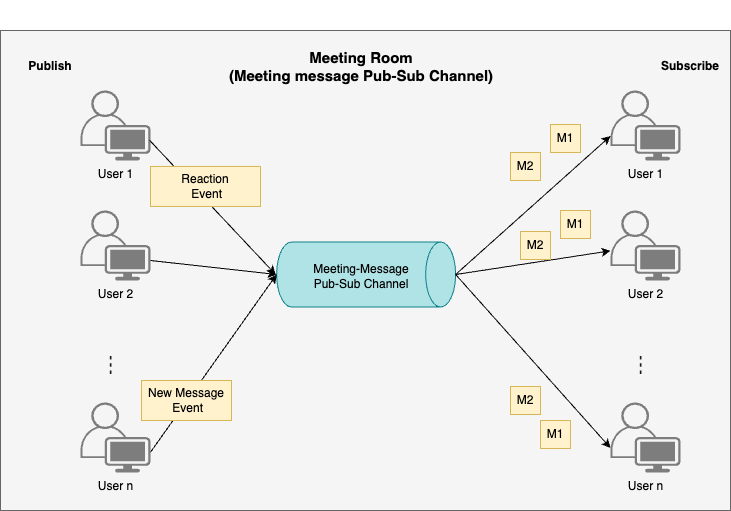 Meeting Room
(Meeting message Pub-Sub Channel)
Publish
Subscribe
User 1
Reaction
Event
User 2
New Message
Event
User n
Meeting-Message
Pub-Sub Channel
M1
M2
User 1
M1
M2
User 2
M2
M1
User n